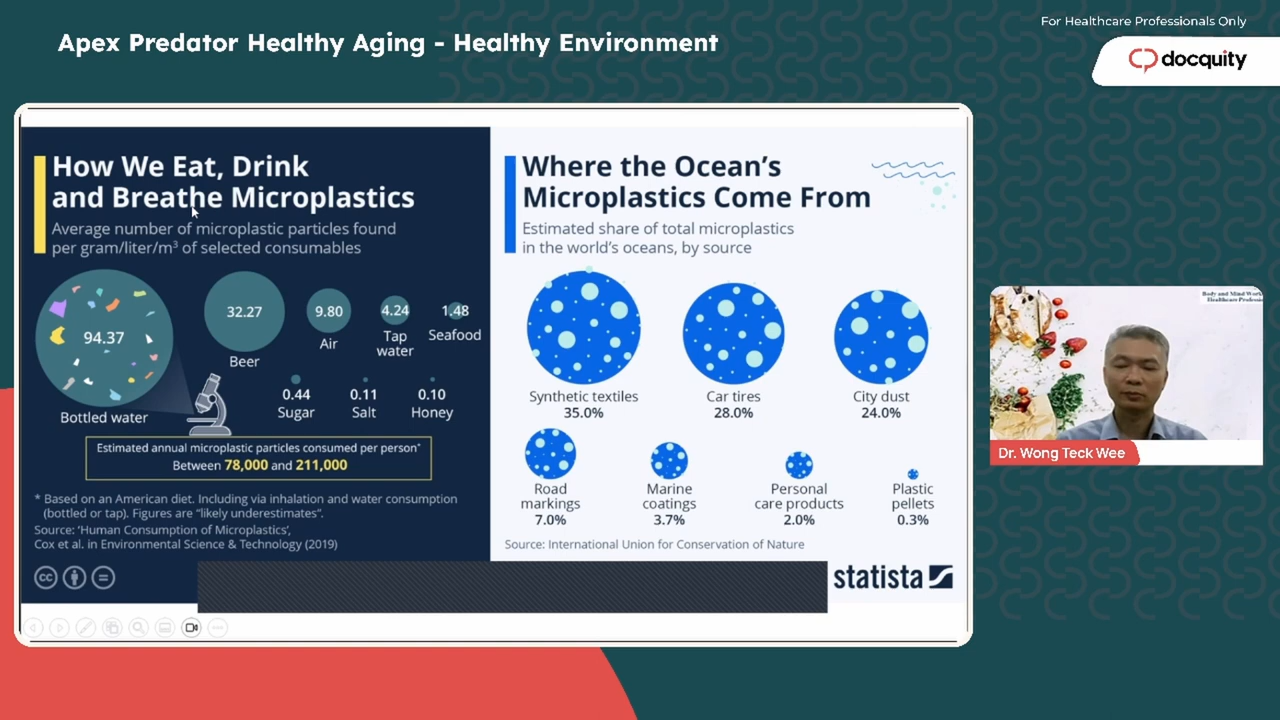 For Healthcare Professionals Only
Apex Predator Healthy Aging - Healthy Environment
docquity
How We Eat, Drink
and Breathe Microplastics
Average number of microplastic particles found
per gram/liter/m³ of selected consumables
94.37
Bottled water
32.27
Beer
9.80
Air
4.24
Tap
water
1.48
Seafood
0.44
Sugar
0.11
Salt
0.10
Honey
Estimated annual microplastic particles consumed per person*
Between 78,000 and 211,000
* Based on an American diet. Including via inhalation and water consumption
(bottled or tap). Figures are “likely underestimates”.
Source: ‘Human Consumption of Microplastics’,
Cox et al. in Environmental Science & Technology (2019)
cc
Where the Ocean’s
Microplastics Come From
Estimated share of total microplastics
in the world’s oceans, by source
Synthetic textiles
35.0%
Car tires
28.0%
City dust
24.0%
Road
markings
7.0%
Marine
coatings
3.7%
Personal
care products
2.0%
Plastic
pellets
0.3%
Source: International Union for Conservation of Nature
statista
Body and Mind
Healthcare
Dr. Wong Teck Wee